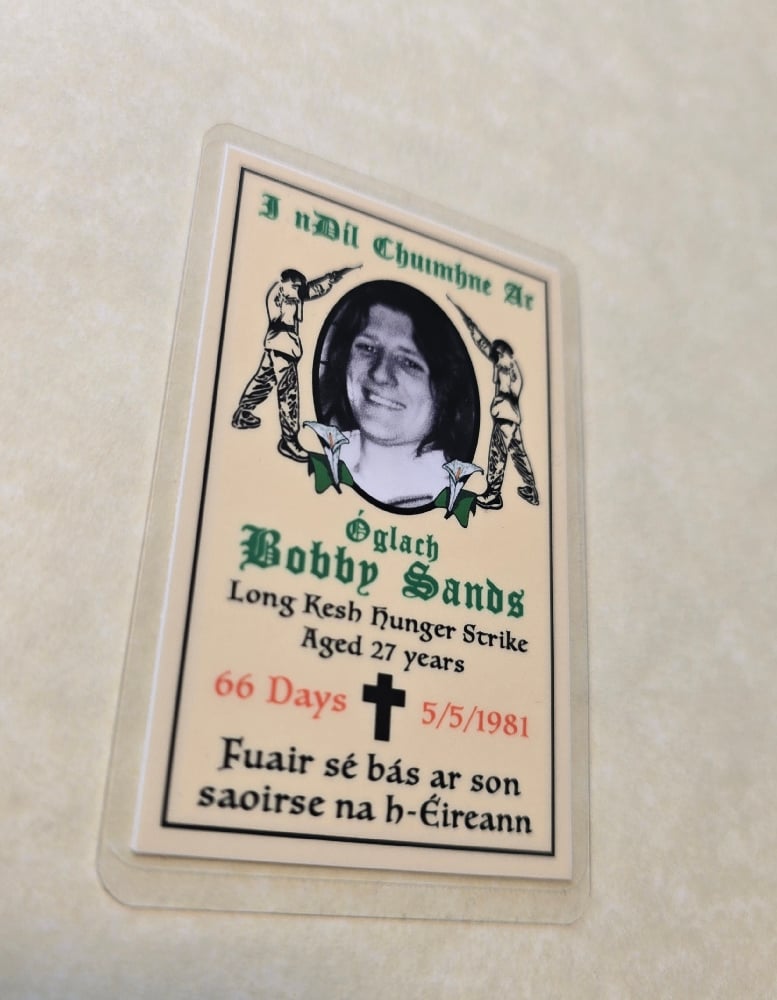 I nDíl Chuimhne Ar
Óglach
Bobby Sands
Long Kesh Hunger Strike
Aged 27 years
66 Days 5/5/1981
Fuair sé bás ar son
saoirse na h-Éireann